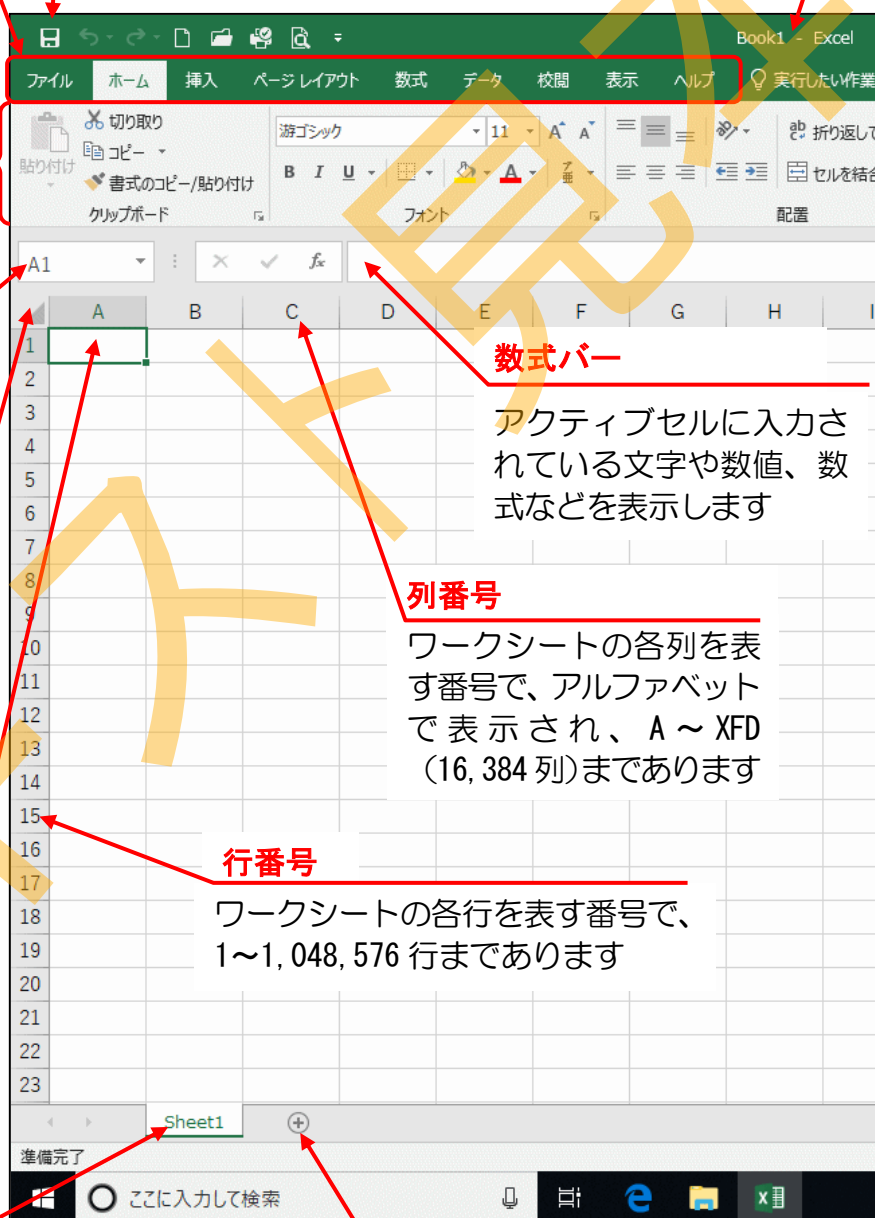 Book1 - Excel
ファイル ホーム 挿入 ページ レイアウト 数式 データ 校閲 表示 ヘルプ 実行したい作業
貼り付け
切り取り
コピー
書式のコピー/貼り付け
クリップボード
游ゴシック 11 A A
B I U A 亜
フォント
ab 折り返して
セルを結合
配置
A1 fx
A B C D E F G H I
1
2
3
4
5
6
7
8
9
10
11
12
13
14
15
16
17
18
19
20
21
22
23
数式バー
アクティブセルに入力さ
れている文字や数値、数
式などを表示します
列番号
ワークシートの各列を表
す番号で、アルファベット
で表示され、A～XFD
（16,384 列）まであります
行番号
ワークシートの各行を表す番号で、
1～1,048,576 行まであります
Sheet1
準備完了
ここに入力して検索